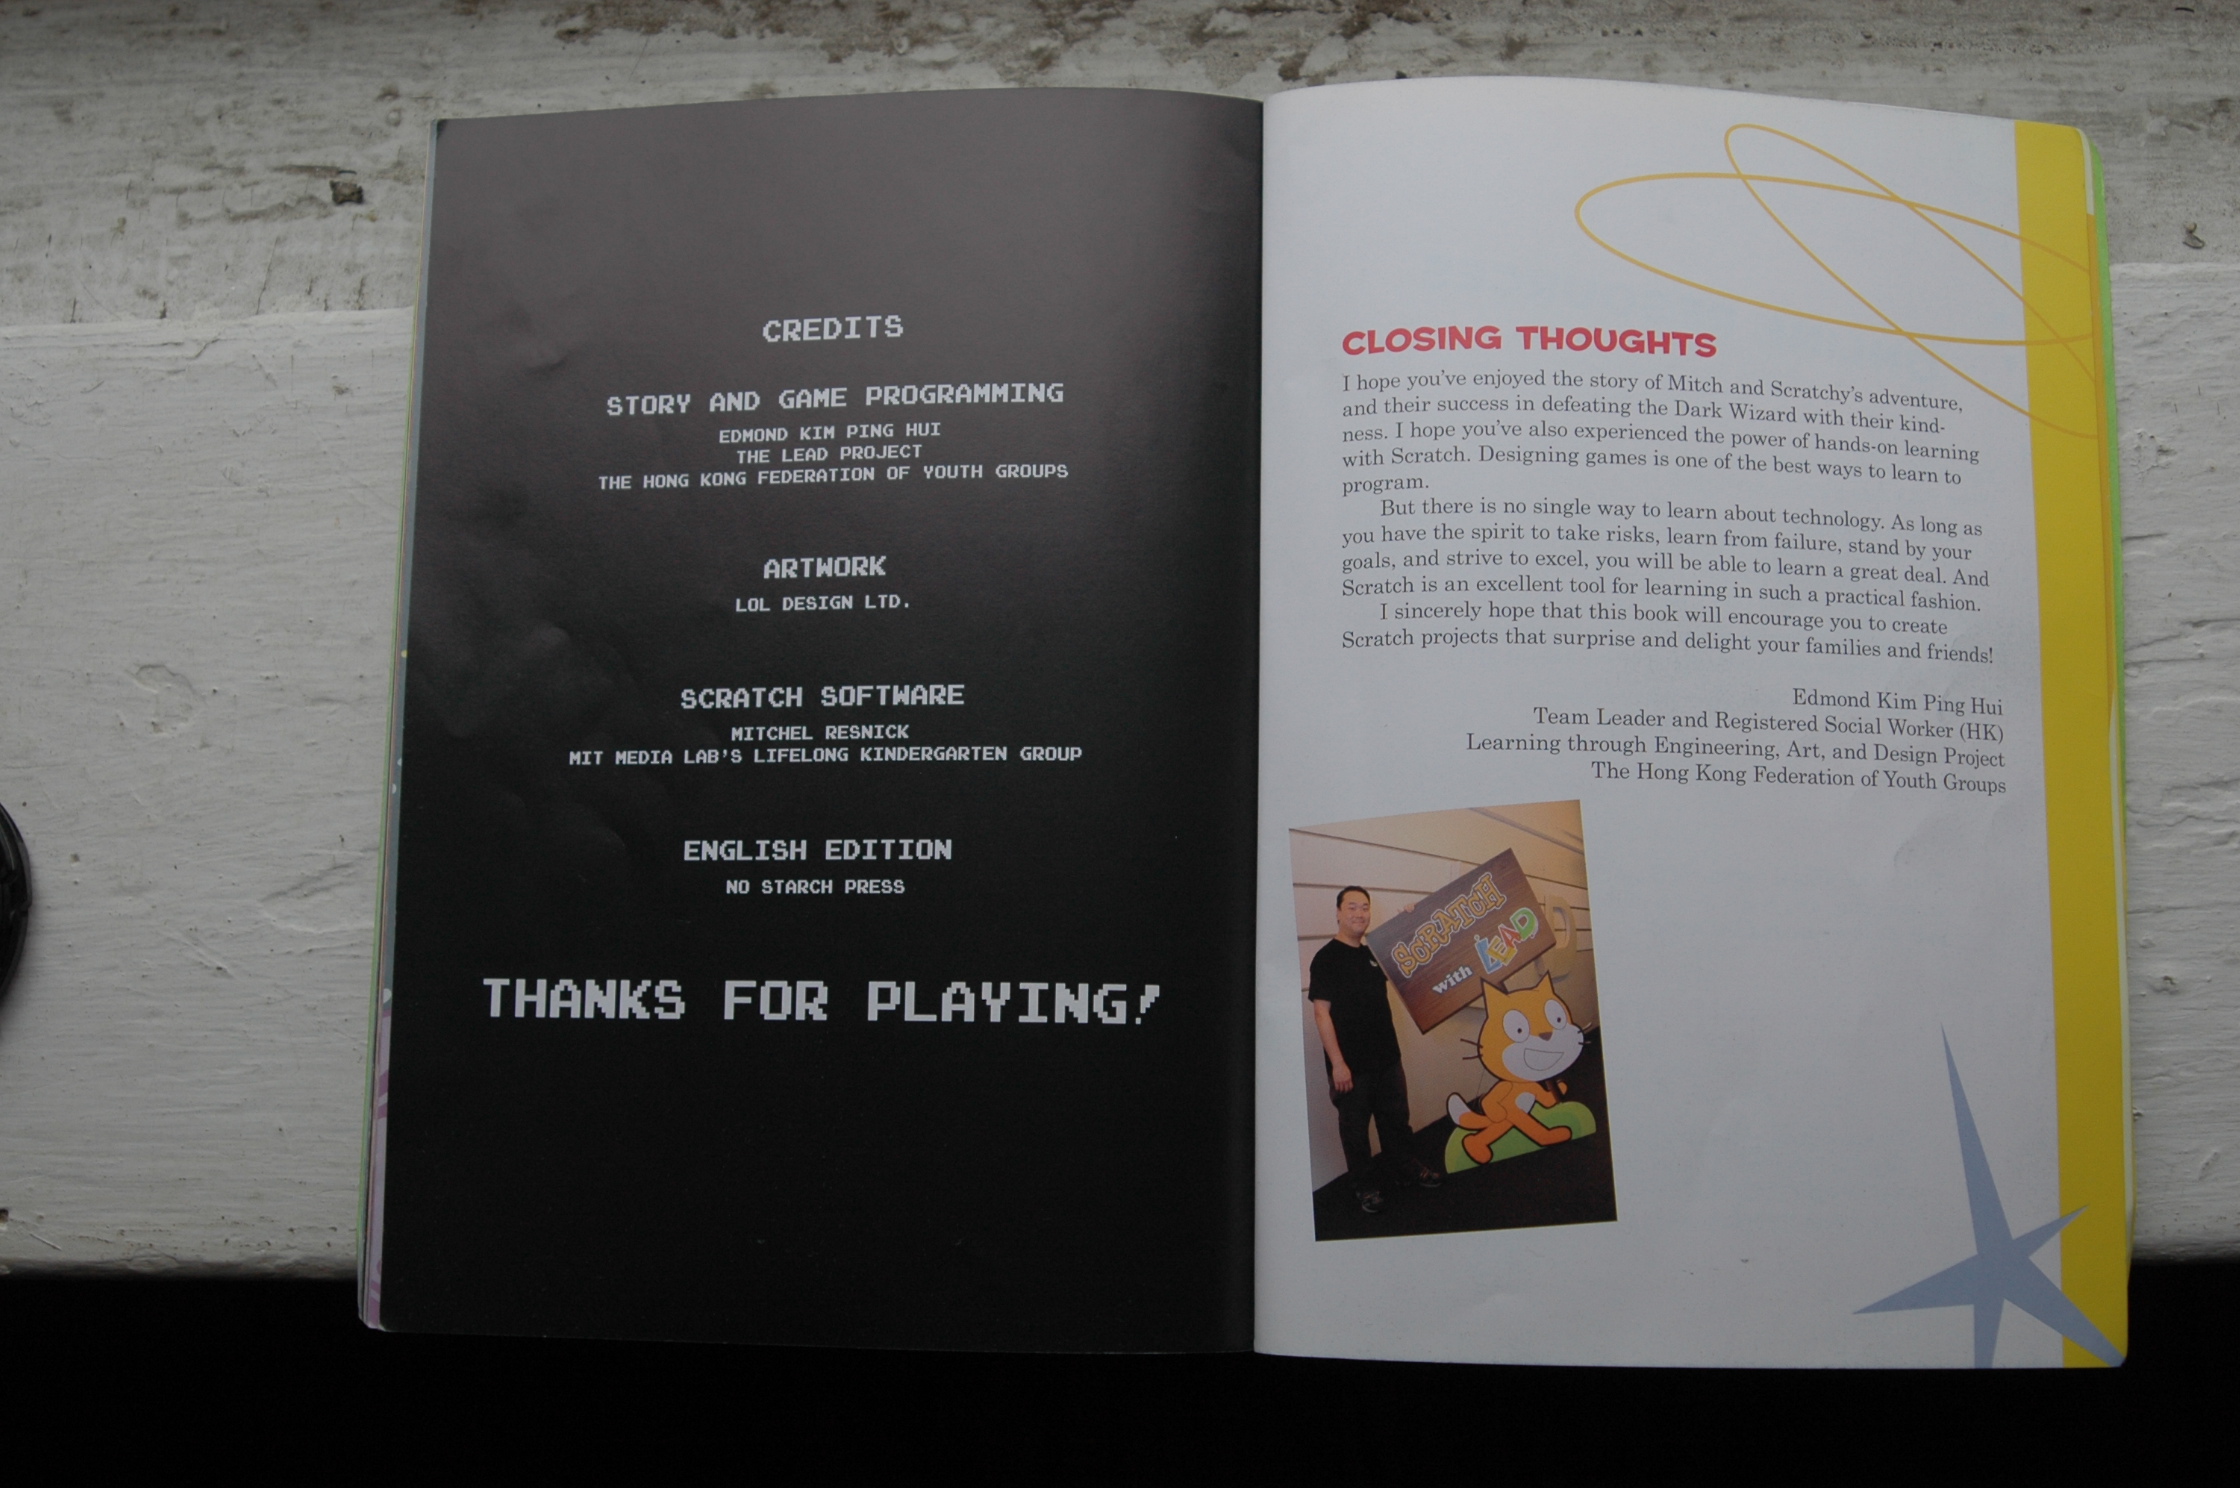 CREDITS
STORY AND GAME PROGRAMMING
EDMOND KIM PING HUI
THE LEAD PROJECT
THE HONG KONG FEDERATION OF YOUTH GROUPS
ARTWORK
LOL DESIGN LTD.
SCRATCH SOFTWARE
MITCHEL RESNICK
MIT MEDIA LAB'S LIFELONG KINDERGARTEN GROUP
ENGLISH EDITION
NO STARCH PRESS
THANKS FOR PLAYING!
CLOSING THOUGHTS
I hope you've enjoyed the story of Mitch and Scratchy's adventure,
and their success in defeating the Dark Wizard with their kind-
ness. I hope you've also experienced the power of hands-on learning
with Scratch. Designing games is one of the best ways to learn to
program.
But there is no single way to learn about technology. As long as
you have the spirit to take risks, learn from failure, stand by your
goals, and strive to excel, you will be able to learn a great deal. And
Scratch is an excellent tool for learning in such a practical fashion.
I sincerely hope that this book will encourage you to create
Scratch projects that surprise and delight your families and friends!
Edmond Kim Ping Hui
Team Leader and Registered Social Worker (HK)
Learning through Engineering, Art, and Design Project
The Hong Kong Federation of Youth Groups
SCRATCH
with LEAD